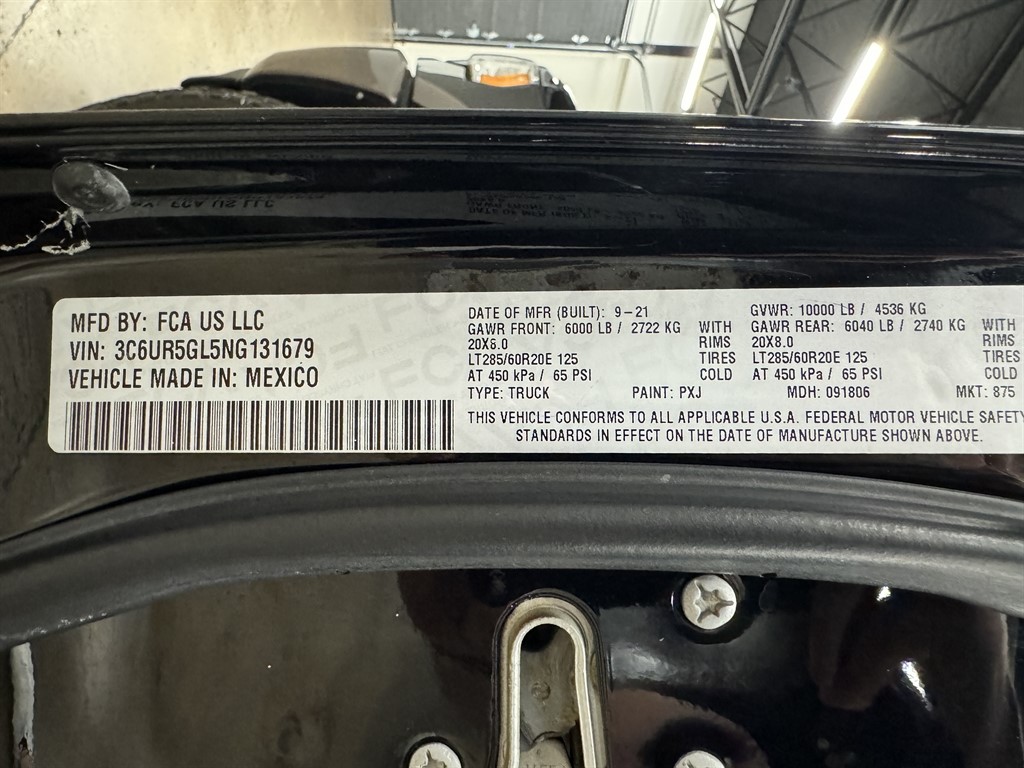 MFD BY: FCA US LLC
VIN: 3C6UR5GL5NG131679
VEHICLE MADE IN: MEXICO
DATE OF MFR (BUILT): 9-21
GAWR FRONT: 6000 LB / 2722 KG WITH
20X8.0 RIMS
LT285/60R20E 125 TIRES
AT 450 kPa / 65 PSI COLD
TYPE: TRUCK PAINT: PXJ
GVWR: 10000 LB / 4536 KG
GAWR REAR: 6040 LB / 2740 KG WITH
20X8.0 RIMS
LT285/60R20E 125 TIRES
AT 450 kPa / 65 PSI COLD
MDH: 091806 MKT: 875
THIS VEHICLE CONFORMS TO ALL APPLICABLE U.S.A. FEDERAL MOTOR VEHICLE SAFETY
STANDARDS IN EFFECT ON THE DATE OF MANUFACTURE SHOWN ABOVE.